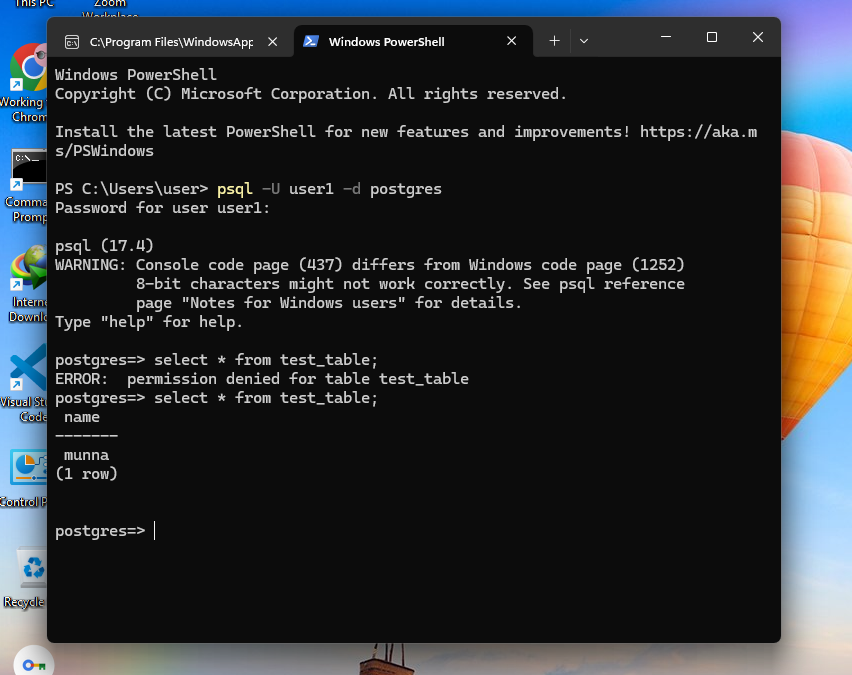 This PC
Zoom
Workplace
C:\Program Files\WindowsApp
Windows PowerShell
Working
Chrom
C:\_
Comma
Promp
Intern
Downlo
Visual Stu
Code
Control P
Recycle
Windows PowerShell
Copyright (C) Microsoft Corporation. All rights reserved.
Install the latest PowerShell for new features and improvements! https://aka.m
s/PSWindows
PS C:\Users\user> psql -U user1 -d postgres
Password for user user1:
psql (17.4)
WARNING: Console code page (437) differs from Windows code page (1252)
8-bit characters might not work correctly. See psql reference
page "Notes for Windows users" for details.
Type "help" for help.
postgres=> select * from test_table;
ERROR:  permission denied for table test_table
postgres=> select * from test_table;
name
-------
munna
(1 row)
postgres=>